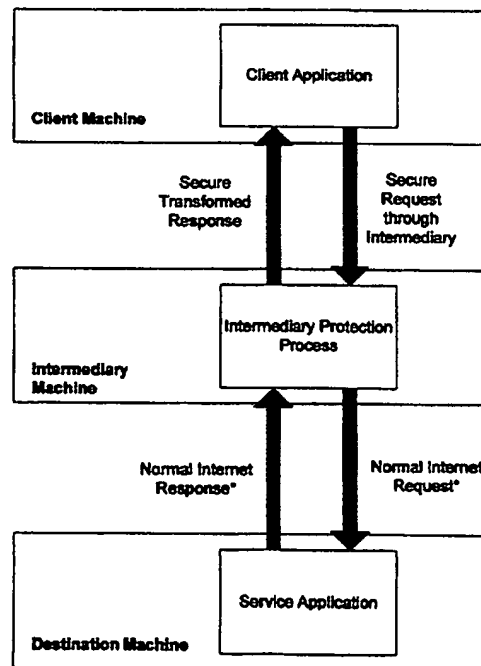 Client Application
Client Machine
Secure
Transformed
Response
Secure
Request
through
Intermediary
Intermediary Protection
Process
Intermediary
Machine
Normal Internet
Response*
Normal Internet
Request*
Service Application
Destination Machine